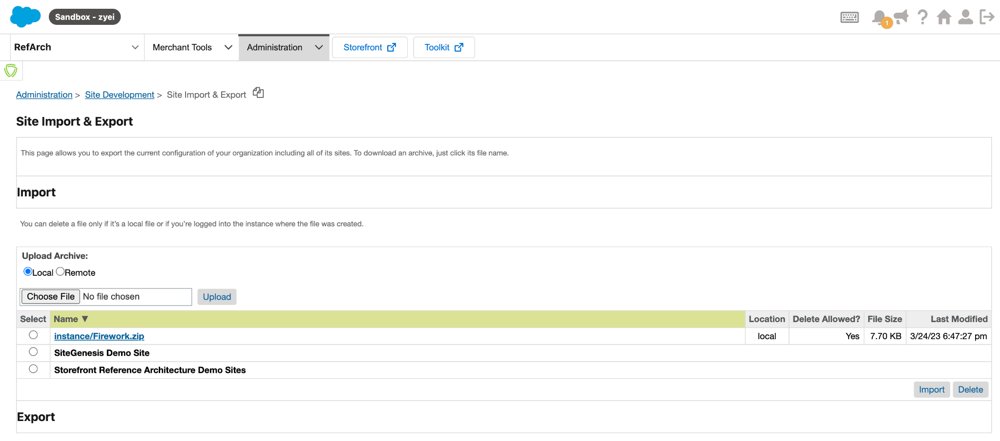 Sandbox - zyei
1
RefArch Merchant Tools Administration Storefront Toolkit
Administration > Site Development > Site Import & Export
Site Import & Export
This page allows you to export the current configuration of your organization including all of its sites. To download an archive, just click its file name.
Import
You can delete a file only if it's a local file or if you're logged into the instance where the file was created.
Upload Archive:
Local Remote
Choose File No file chosen Upload
Select Name ▼ Location Delete Allowed? File Size Last Modified
instance/Firework.zip local Yes 7.70 KB 3/24/23 6:47:27 pm
SiteGenesis Demo Site
Storefront Reference Architecture Demo Sites
Import Delete
Export